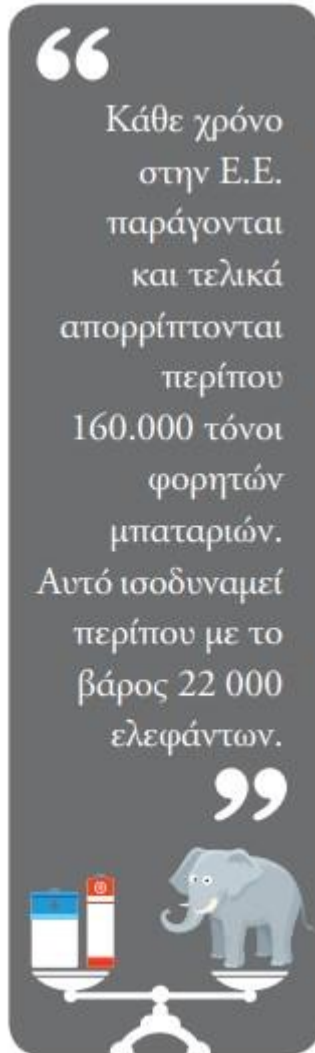 “
Κάθε χρόνο
στην Ε.Ε.
παράγονται
και τελικά
απορρίπτονται
περίπου
160.000 τόνοι
φορητών
μπαταριών.
Αυτό ισοδυναμεί
περίπου με το
βάρος 22 000
ελεφάντων.
”